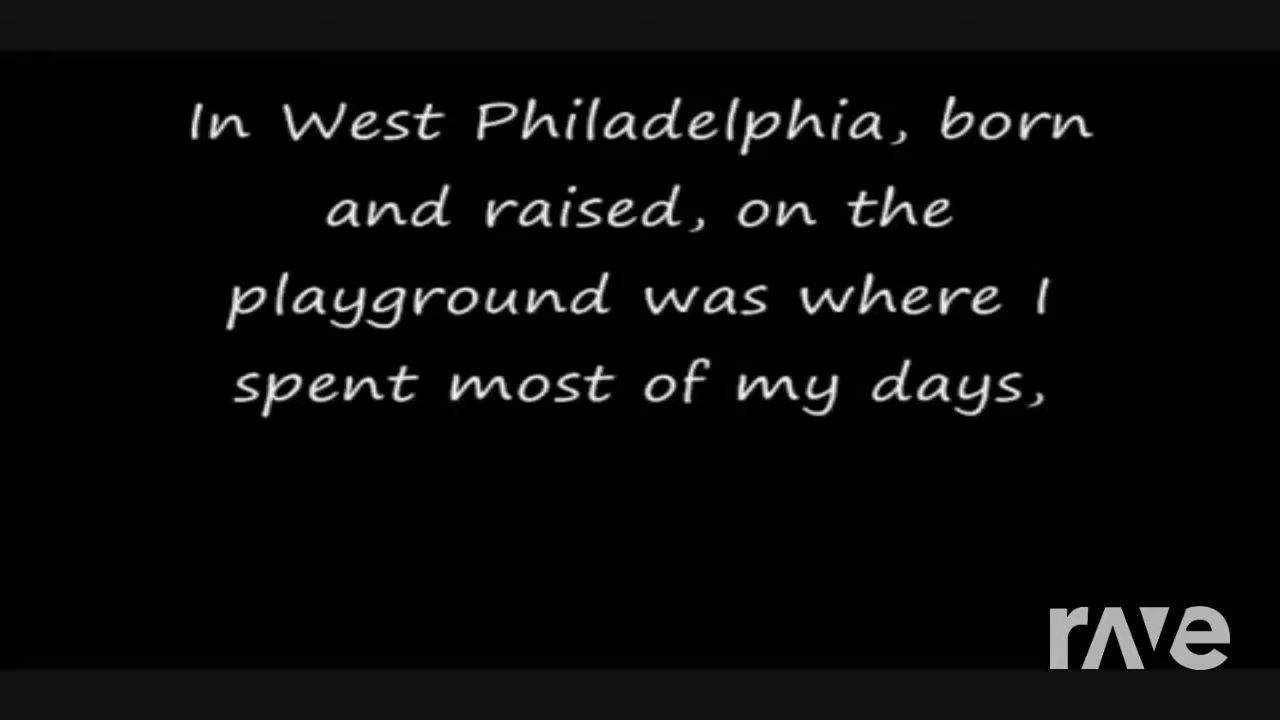 In West Philadelphia, born
and raised, on the
playground was where I
spent most of my days,
rave